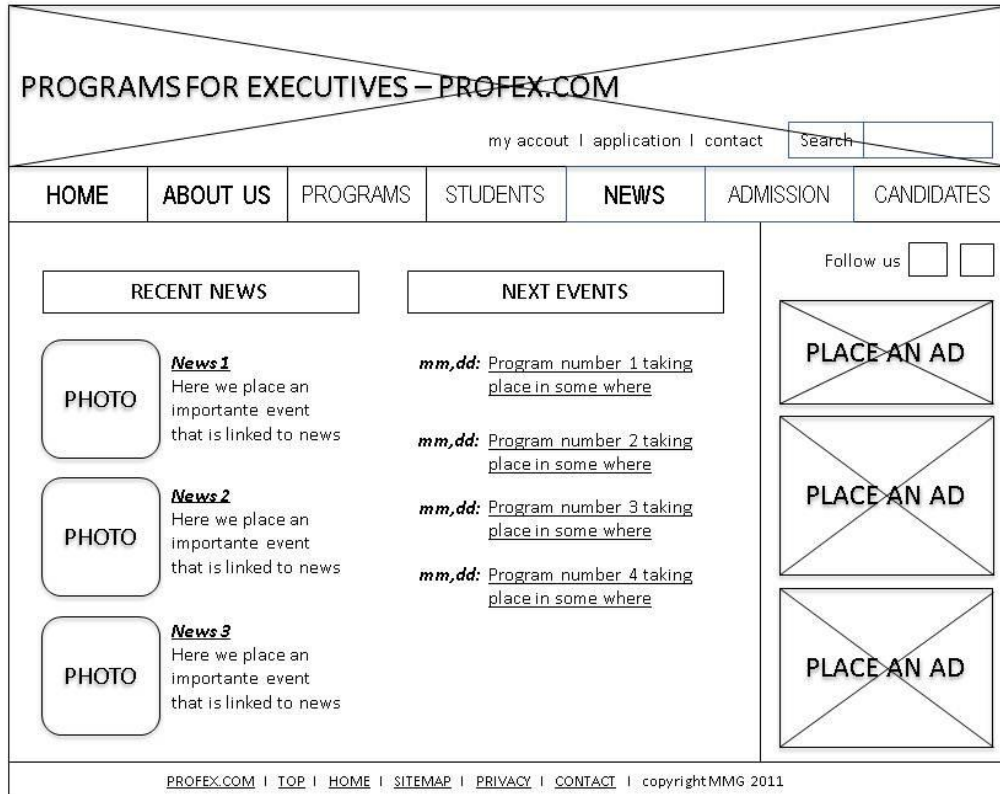 PROGRAMS FOR EXECUTIVES – PROFEX.COM
my accout | application | contact Search
HOME ABOUT US PROGRAMS STUDENTS NEWS ADMISSION CANDIDATES
Follow us
RECENT NEWS
PHOTO
News 1
Here we place an
importante event
that is linked to news
PHOTO
News 2
Here we place an
importante event
that is linked to news
PHOTO
News 3
Here we place an
importante event
that is linked to news
NEXT EVENTS
mm,dd: Program number 1 taking
place in some where
mm,dd: Program number 2 taking
place in some where
mm,dd: Program number 3 taking
place in some where
mm,dd: Program number 4 taking
place in some where
PLACE AN AD
PLACE AN AD
PLACE AN AD
PROFEX.COM | TOP | HOME | SITEMAP | PRIVACY | CONTACT | copyright MMG 2011